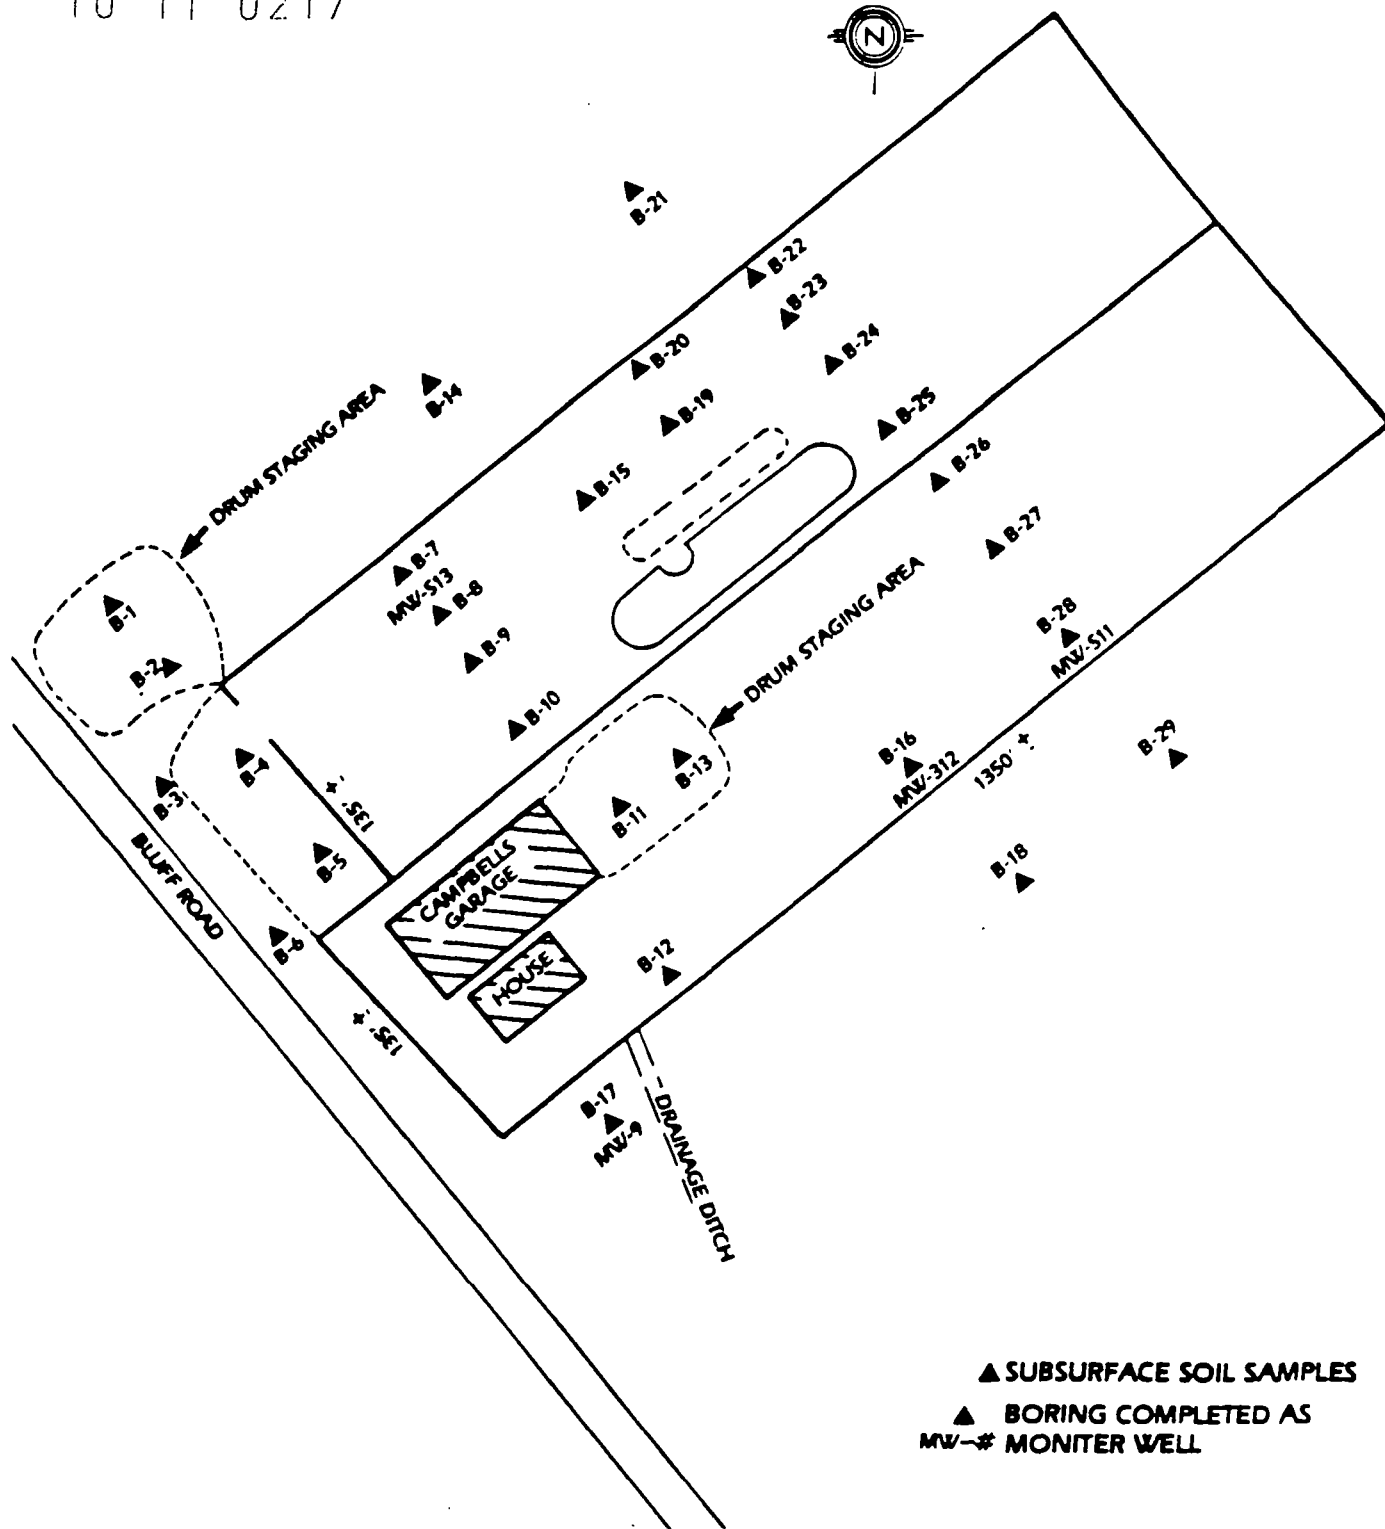 10 11 0217
N
B-21
B-22
B-23
B-20
B-24
B-14
DRUM STAGING AREA
B-19
B-25
B-26
B-15
B-27
B-7
MW-S13
B-8
DRUM STAGING AREA
B-1
B-28
MW-S11
B-9
B-2
B-10
B-16
MW-312
1350' ±
B-29
B-4
B-13
B-3
135' ±
B-11
B-5
BLUFF ROAD
CAMPBELLS
GARAGE
B-18
B-6
HOUSE
B-12
135' ±
B-17
MW-9
DRAINAGE DITCH
SUBSURFACE SOIL SAMPLES
BORING COMPLETED AS
MW-# MONITER WELL